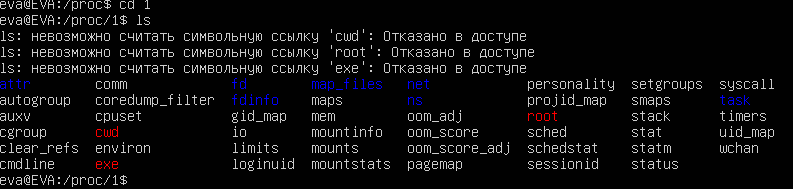 eva@EVA:/proc$ cd 1
eva@EVA:/proc/1$ ls
ls: невозможно считать символьную ссылку 'cwd': Отказано в доступе
ls: невозможно считать символьную ссылку 'root': Отказано в доступе
ls: невозможно считать символьную ссылку 'exe': Отказано в доступе
attr comm fd map_files net personality setgroups syscall
autogroup coredump_filter fdinfo maps ns projid_map smaps task
auxv cpuset gid_map mem oom_adj root stack timers
cgroup cwd io mountinfo oom_score sched stat uid_map
clear_refs environ limits mounts oom_score_adj schedstat statm wchan
cmdline exe loginuid mountstats pagemap sessionid status
eva@EVA:/proc/1$